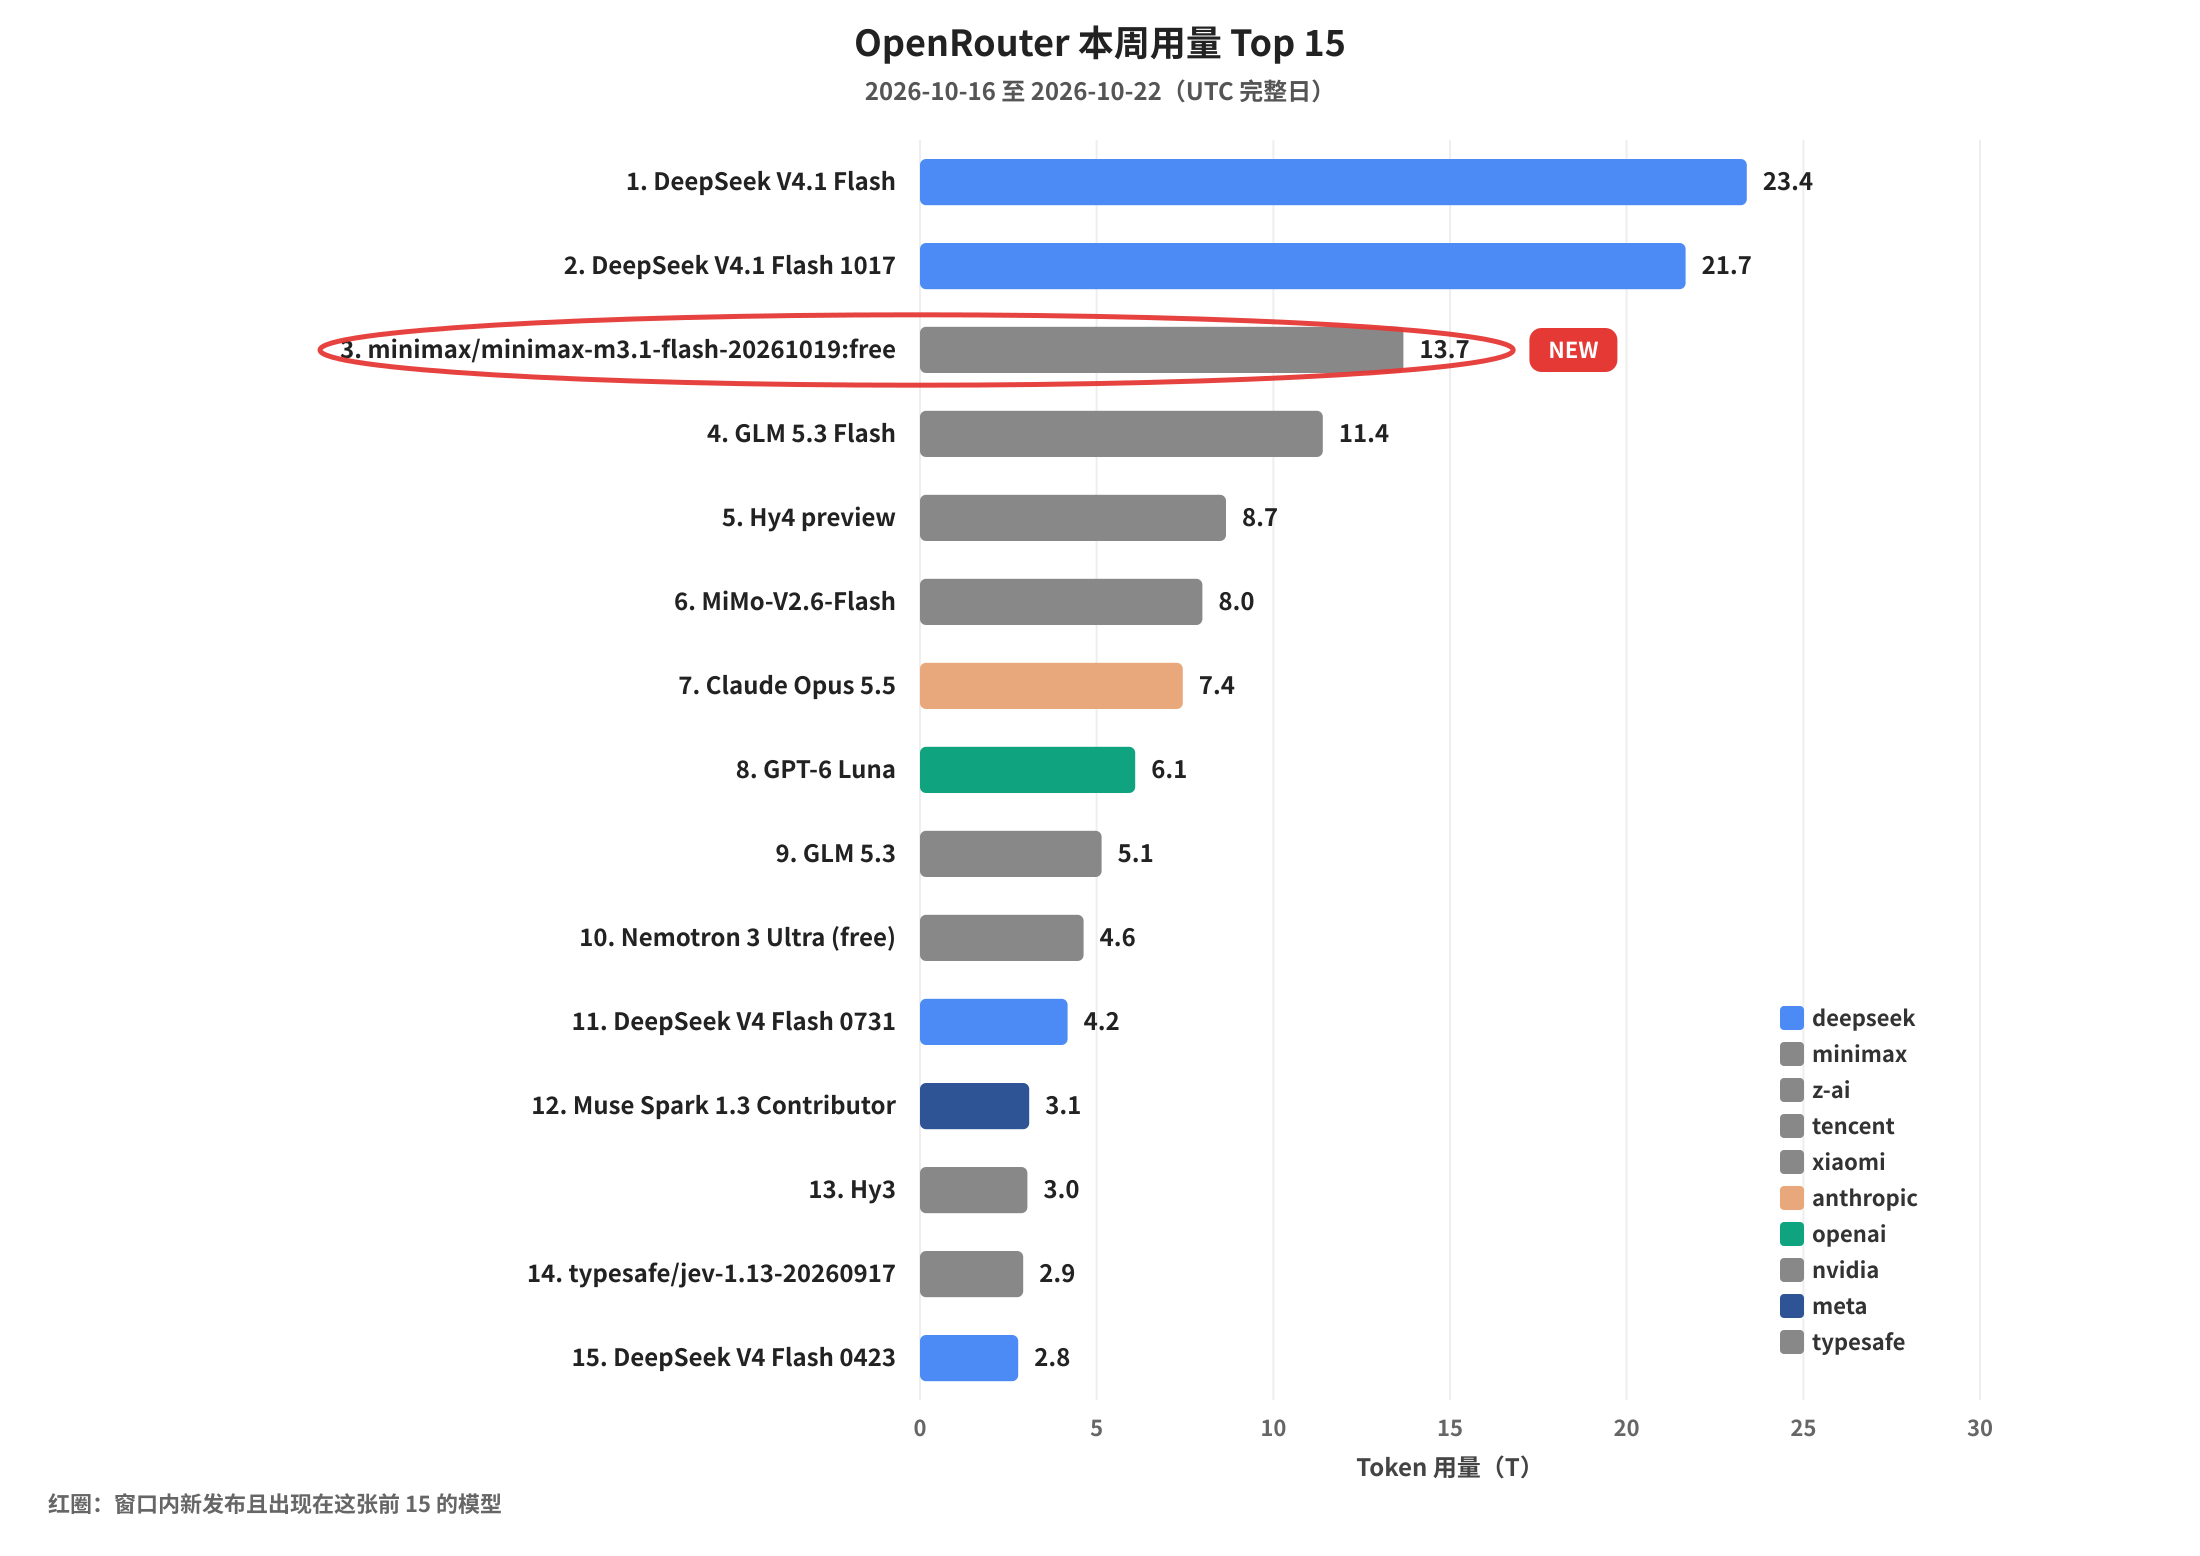 OpenRouter 本周用量 Top 15
2026-10-16 至 2026-10-22（UTC 完整日）
1. DeepSeek V4.1 Flash 23.4
2. DeepSeek V4.1 Flash 1017 21.7
3. minimax/minimax-m3.1-flash-20261019:free 13.7 NEW
4. GLM 5.3 Flash 11.4
5. Hy4 preview 8.7
6. MiMo-V2.6-Flash 8.0
7. Claude Opus 5.5 7.4
8. GPT-6 Luna 6.1
9. GLM 5.3 5.1
10. Nemotron 3 Ultra (free) 4.6
11. DeepSeek V4 Flash 0731 4.2
12. Muse Spark 1.3 Contributor 3.1
13. Hy3 3.0
14. typesafe/jev-1.13-20260917 2.9
15. DeepSeek V4 Flash 0423 2.8
deepseek
minimax
z-ai
tencent
xiaomi
anthropic
openai
nvidia
meta
typesafe
0 5 10 15 20 25 30
Token 用量（T）
红圈：窗口内新发布且出现在这张前 15 的模型